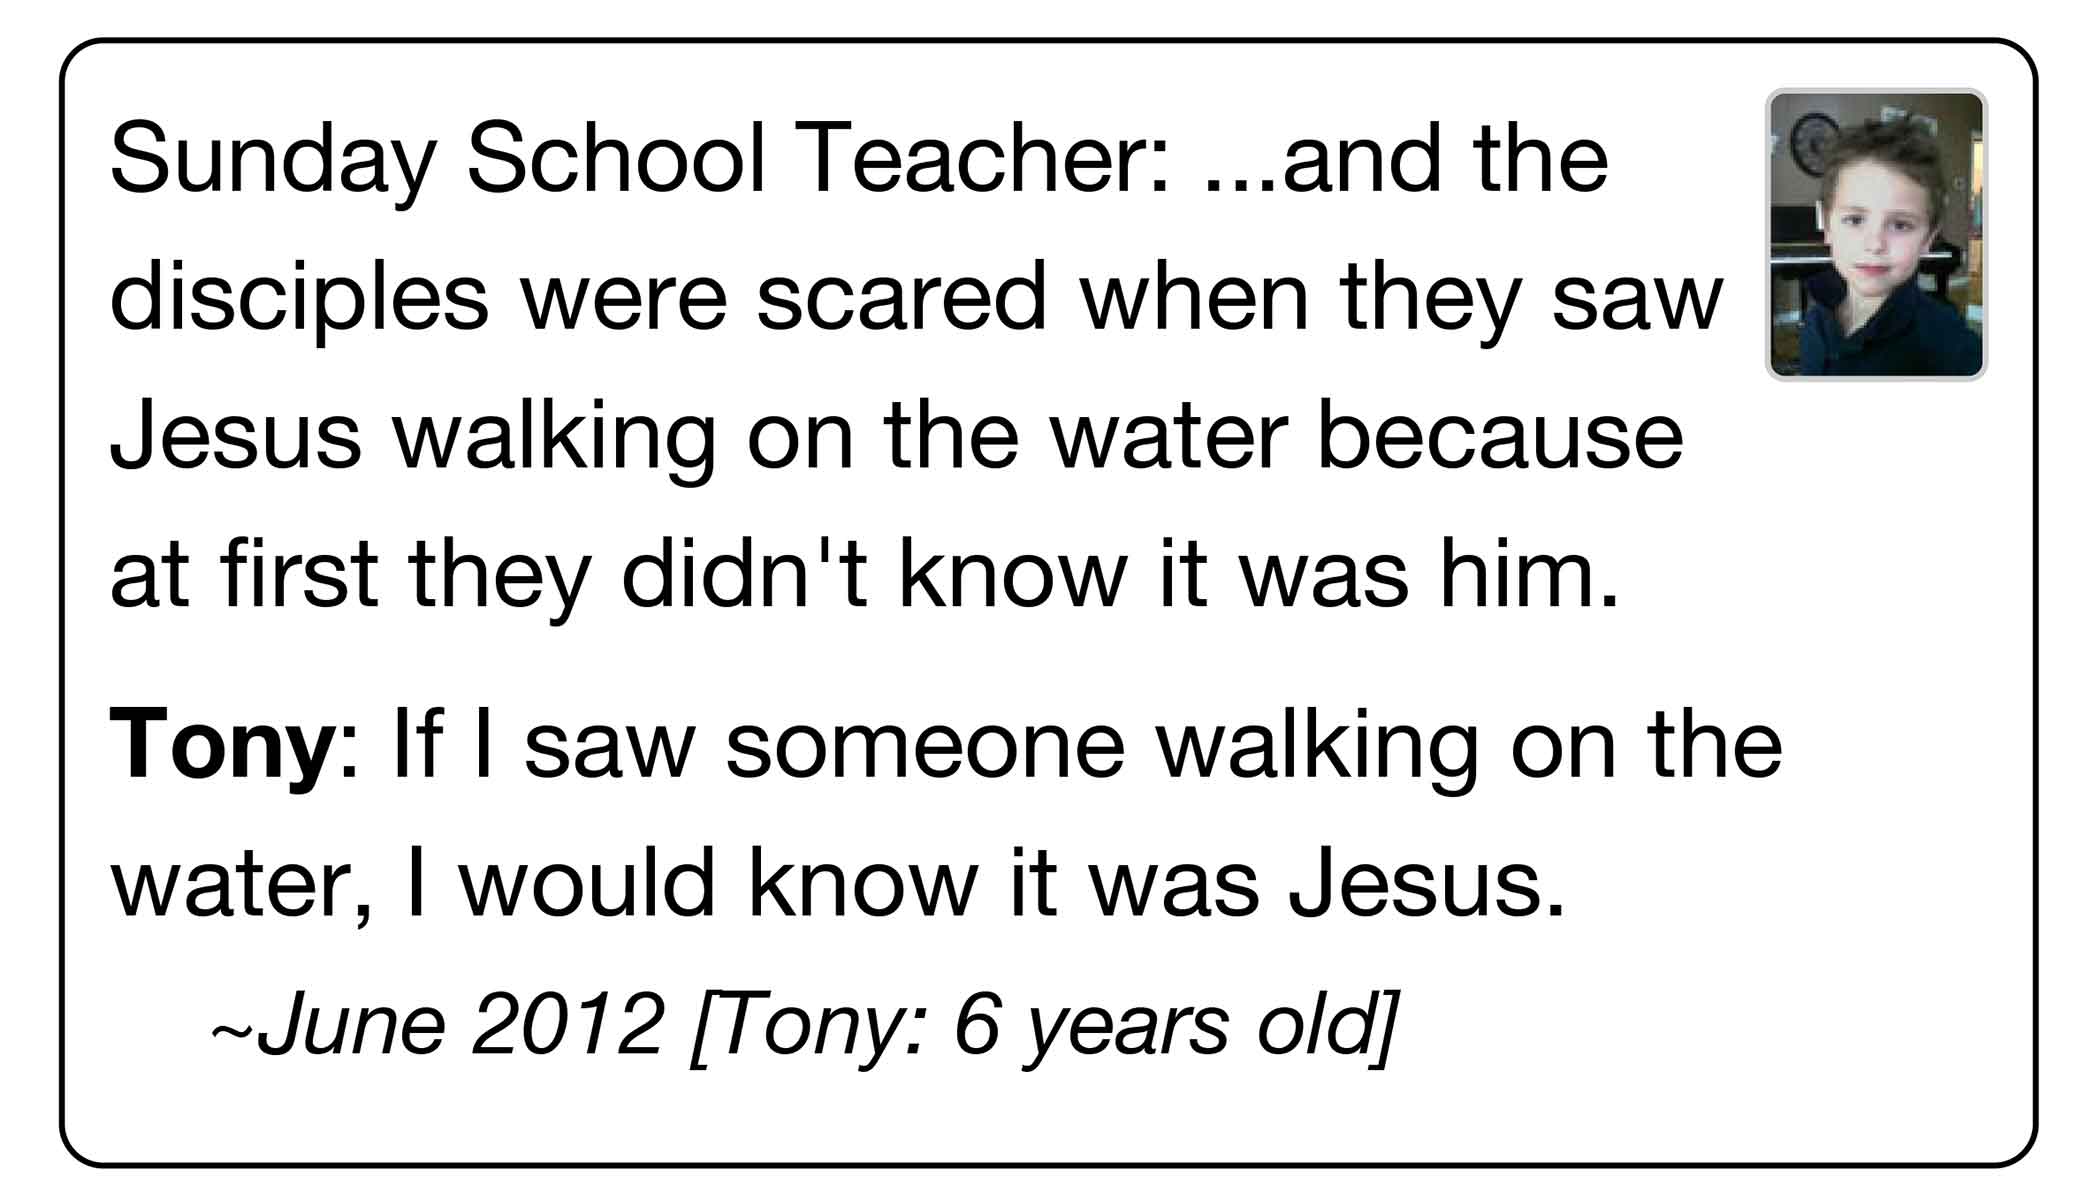 Sunday School Teacher: ...and the
disciples were scared when they saw
Jesus walking on the water because
at first they didn't know it was him.
Tony: If I saw someone walking on the
water, I would know it was Jesus.
~June 2012 [Tony: 6 years old]